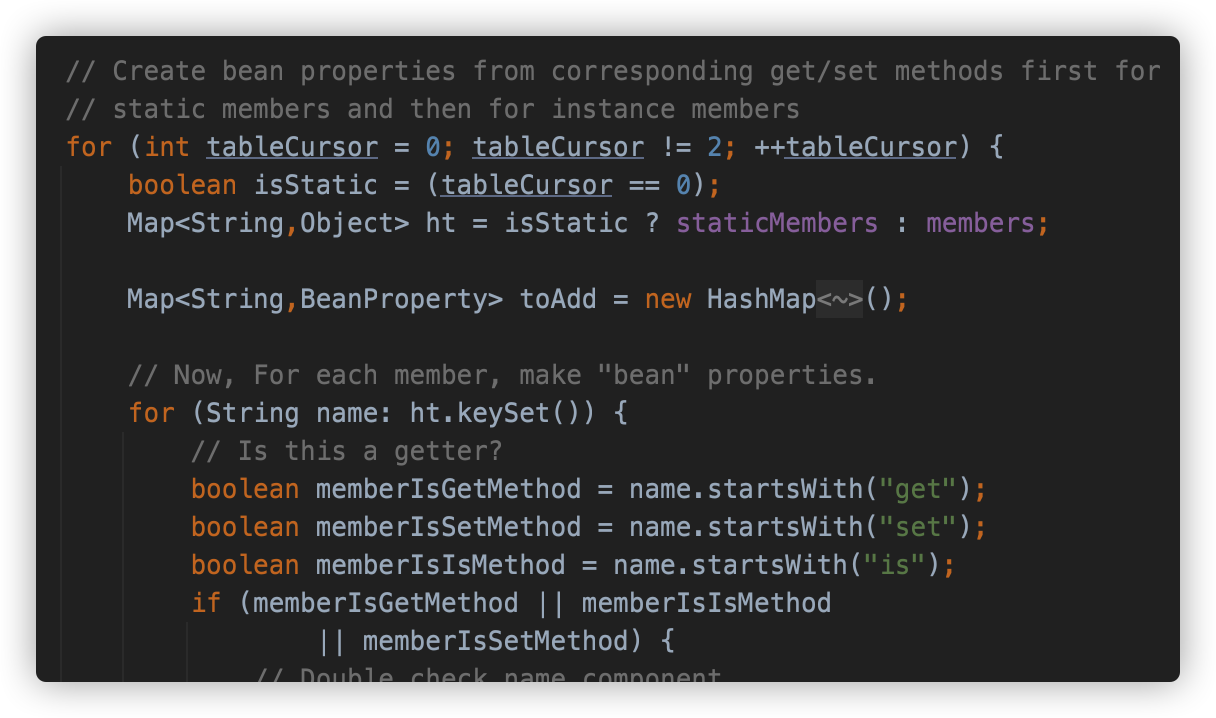 // Create bean properties from corresponding get/set methods first for
// static members and then for instance members
for (int tableCursor = 0; tableCursor != 2; ++tableCursor) {
boolean isStatic = (tableCursor == 0);
Map<String,Object> ht = isStatic ? staticMembers : members;
Map<String,BeanProperty> toAdd = new HashMap<~>();
// Now, For each member, make "bean" properties.
for (String name: ht.keySet()) {
// Is this a getter?
boolean memberIsGetMethod = name.startsWith("get");
boolean memberIsSetMethod = name.startsWith("set");
boolean memberIsIsMethod = name.startsWith("is");
if (memberIsGetMethod || memberIsIsMethod
|| memberIsSetMethod) {
// Double check name component